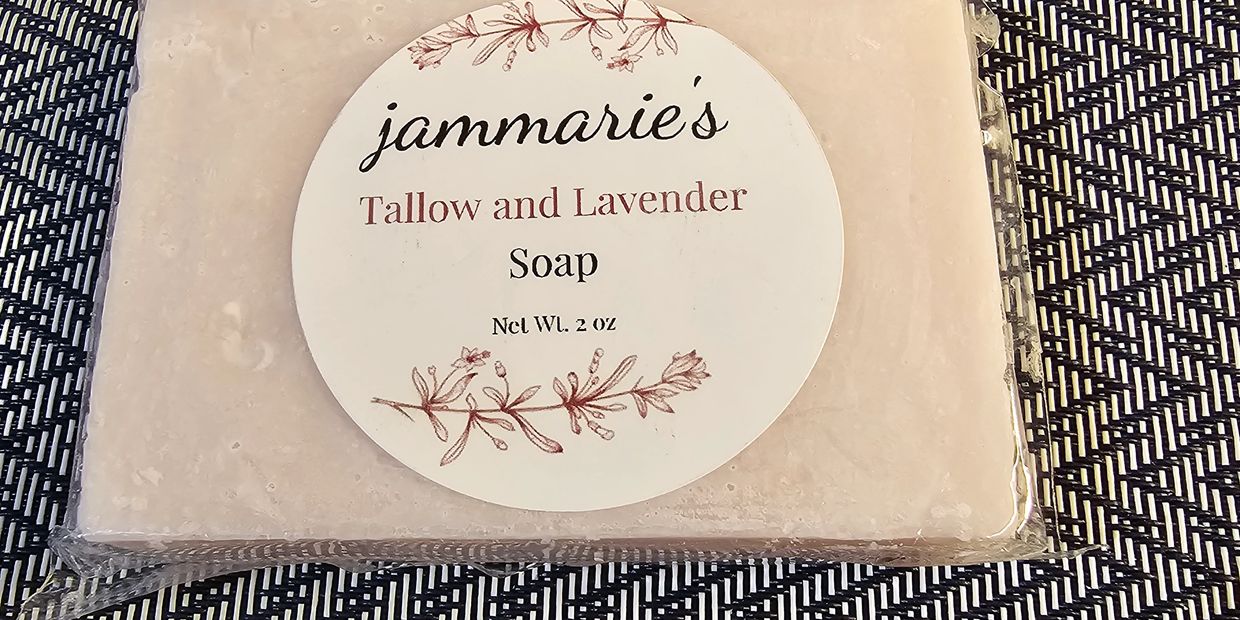 jammarie's
Tallow and Lavender
Soap
Net Wt. 2 oz